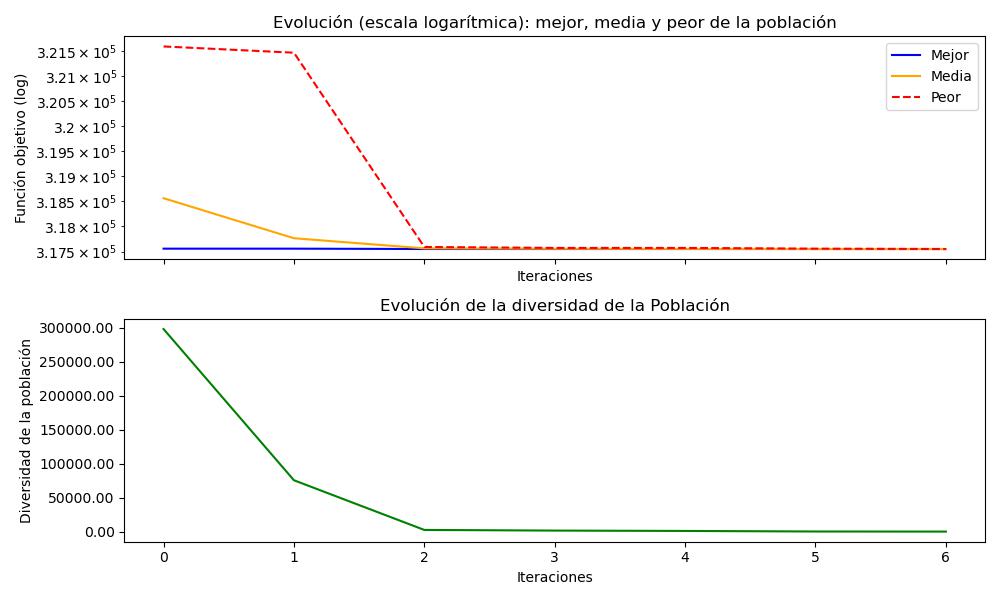 Evolución (escala logarítmica): mejor, media y peor de la población
Función objetivo (log)
3.215 × 10⁵
3.21 × 10⁵
3.205 × 10⁵
3.2 × 10⁵
3.195 × 10⁵
3.19 × 10⁵
3.185 × 10⁵
3.18 × 10⁵
3.175 × 10⁵
Mejor
Media
Peor
Iteraciones
Evolución de la diversidad de la Población
Diversidad de la población
300000.00
250000.00
200000.00
150000.00
100000.00
50000.00
0.00
0 1 2 3 4 5 6
Iteraciones